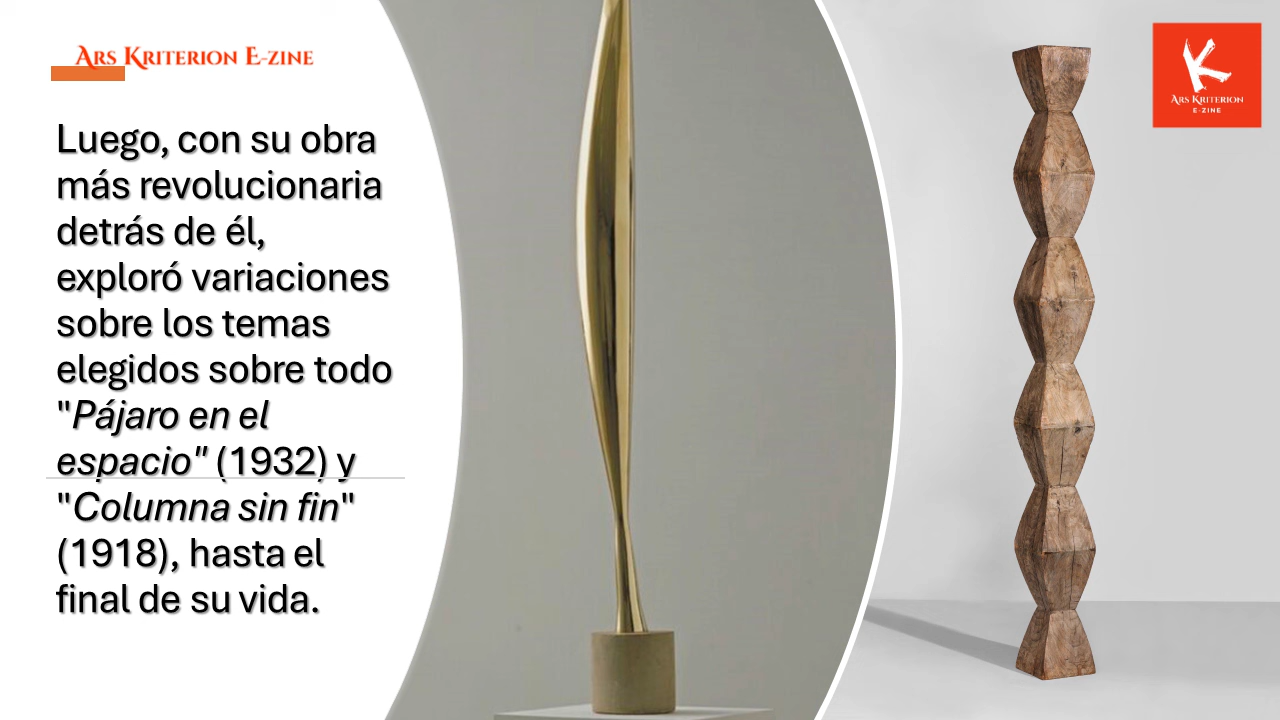 Ars Kriterion E-zine
Luego, con su obra
más revolucionaria
detrás de él,
exploró variaciones
sobre los temas
elegidos sobre todo
"Pájaro en el
espacio" (1932) y
"Columna sin fin"
(1918), hasta el
final de su vida.
K
Ars Kriterion
E-ZINE